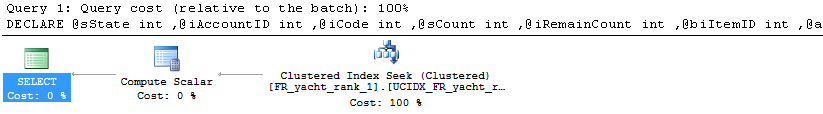 Query 1: Query cost (relative to the batch): 100%
DECLARE @sState int ,@iAccountID int ,@iCode int ,@sCount int ,@iRemainCount int ,@biItemID int ,@a
SELECT
Cost: 0 %
Compute Scalar
Cost: 0 %
Clustered Index Seek (Clustered)
[FR_yacht_rank_1].[UCIDX_FR_yacht_r…
Cost: 100 %